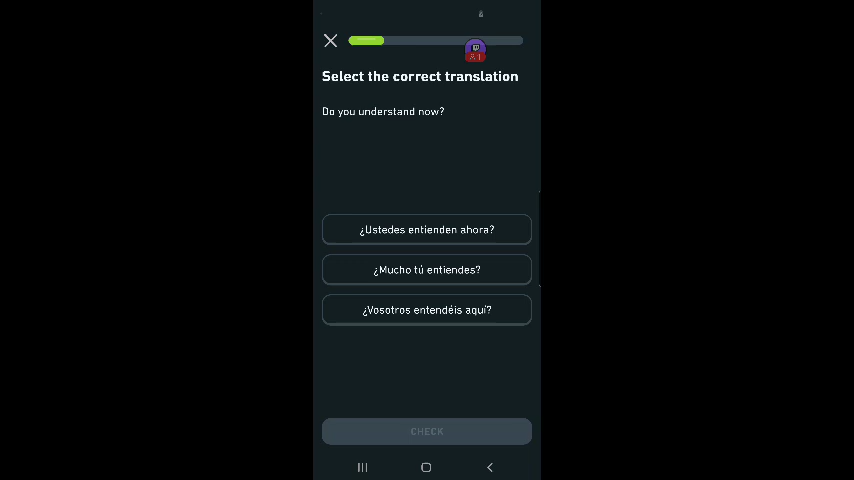 Select the correct translation
Do you understand now?
¿Ustedes entienden ahora?
¿Mucho tú entiendes?
¿Vosotros entendéis aquí?
CHECK